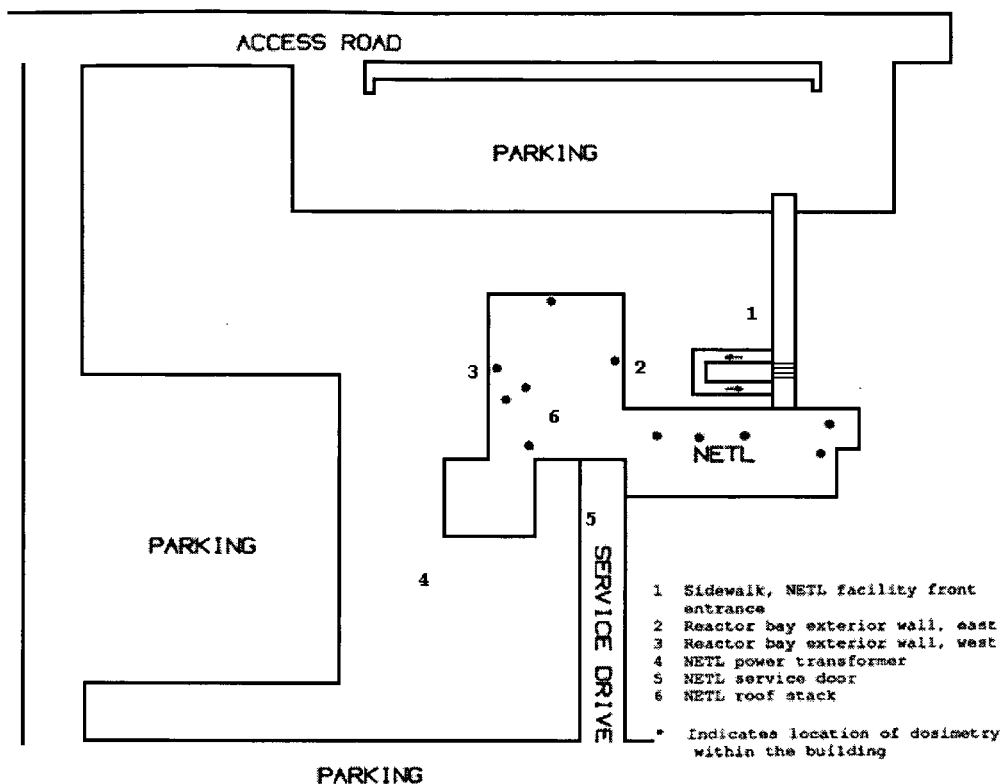 ACCESS ROAD
PARKING
1
3
2
6
NETL
5
PARKING
4
SERVICE DRIVE
1 Sidewalk, NETL facility front
entrance
2 Reactor bay exterior wall, east
3 Reactor bay exterior wall, west
4 NETL power transformer
5 NETL service door
6 NETL roof stack
* Indicates location of dosimetry
within the building
PARKING